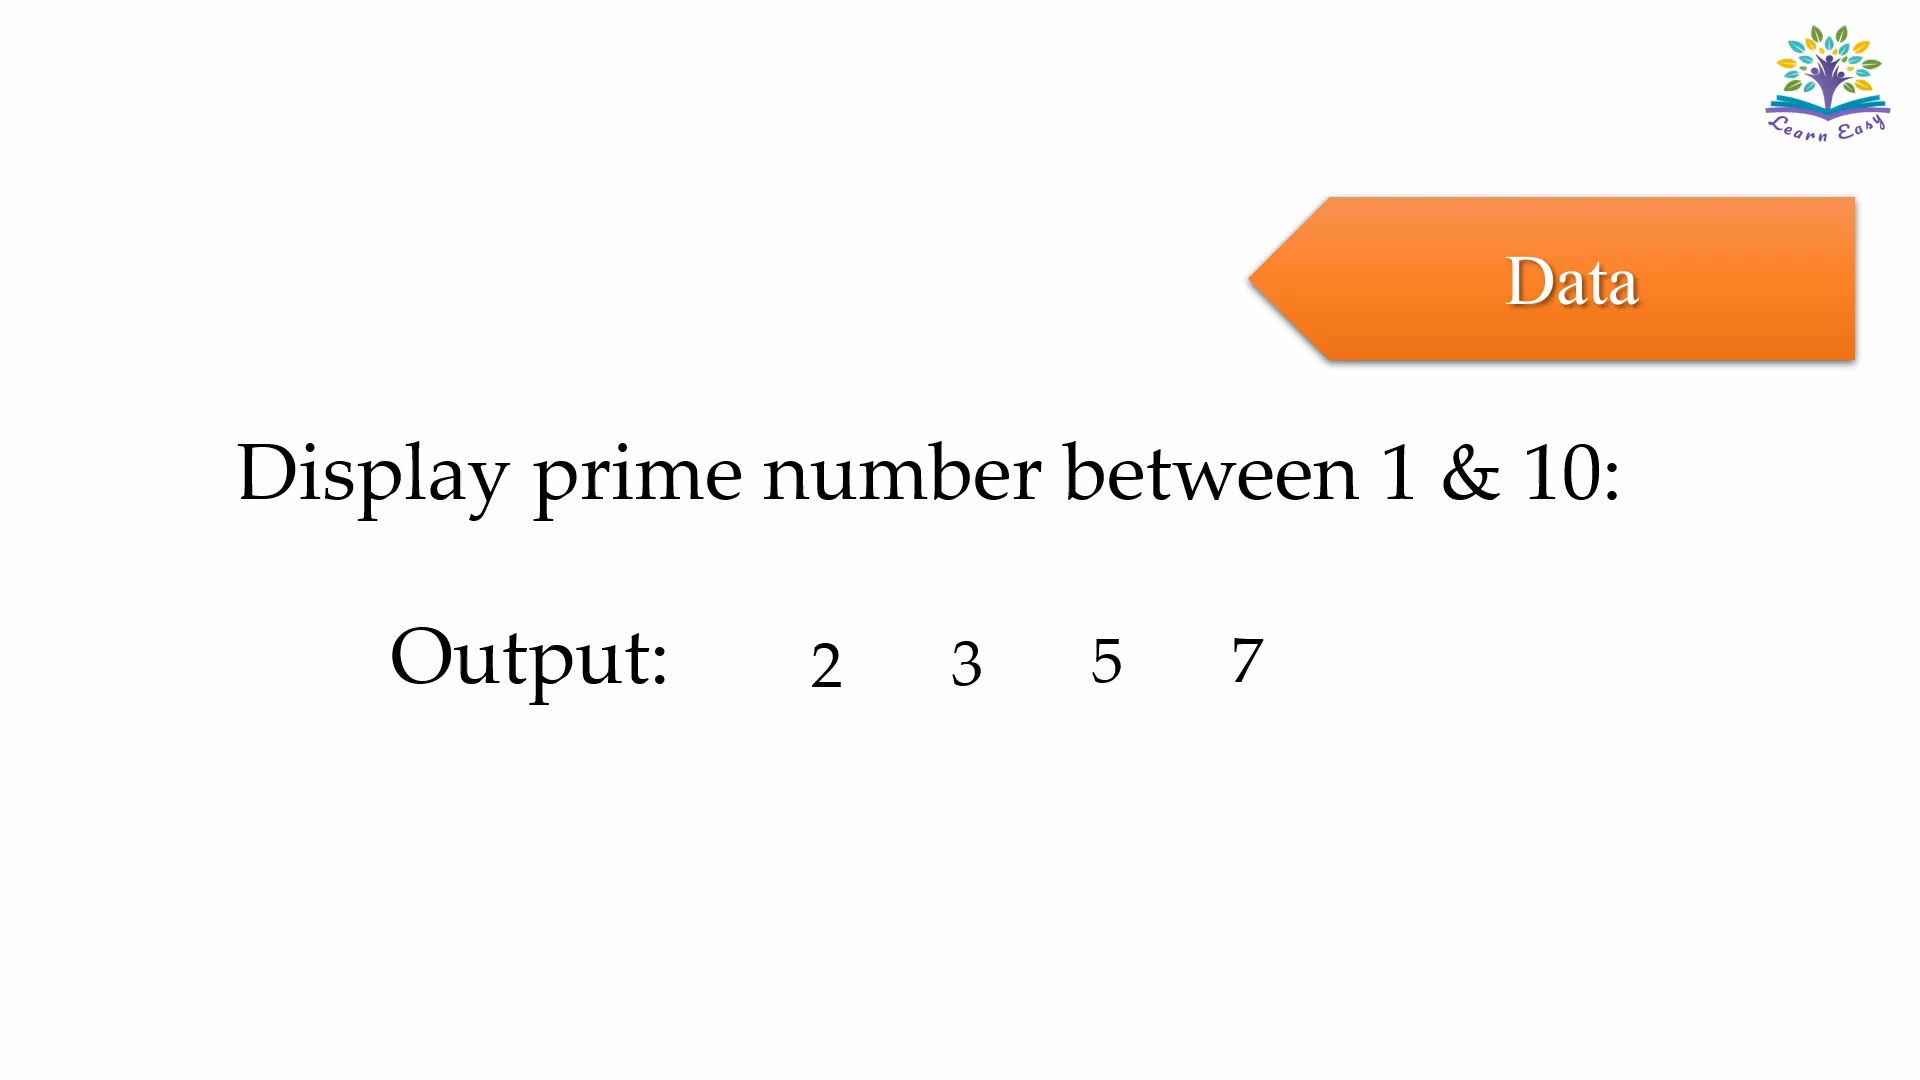 Learn Easy
Data
Display prime number between 1 & 10:
Output: 2 3 5 7